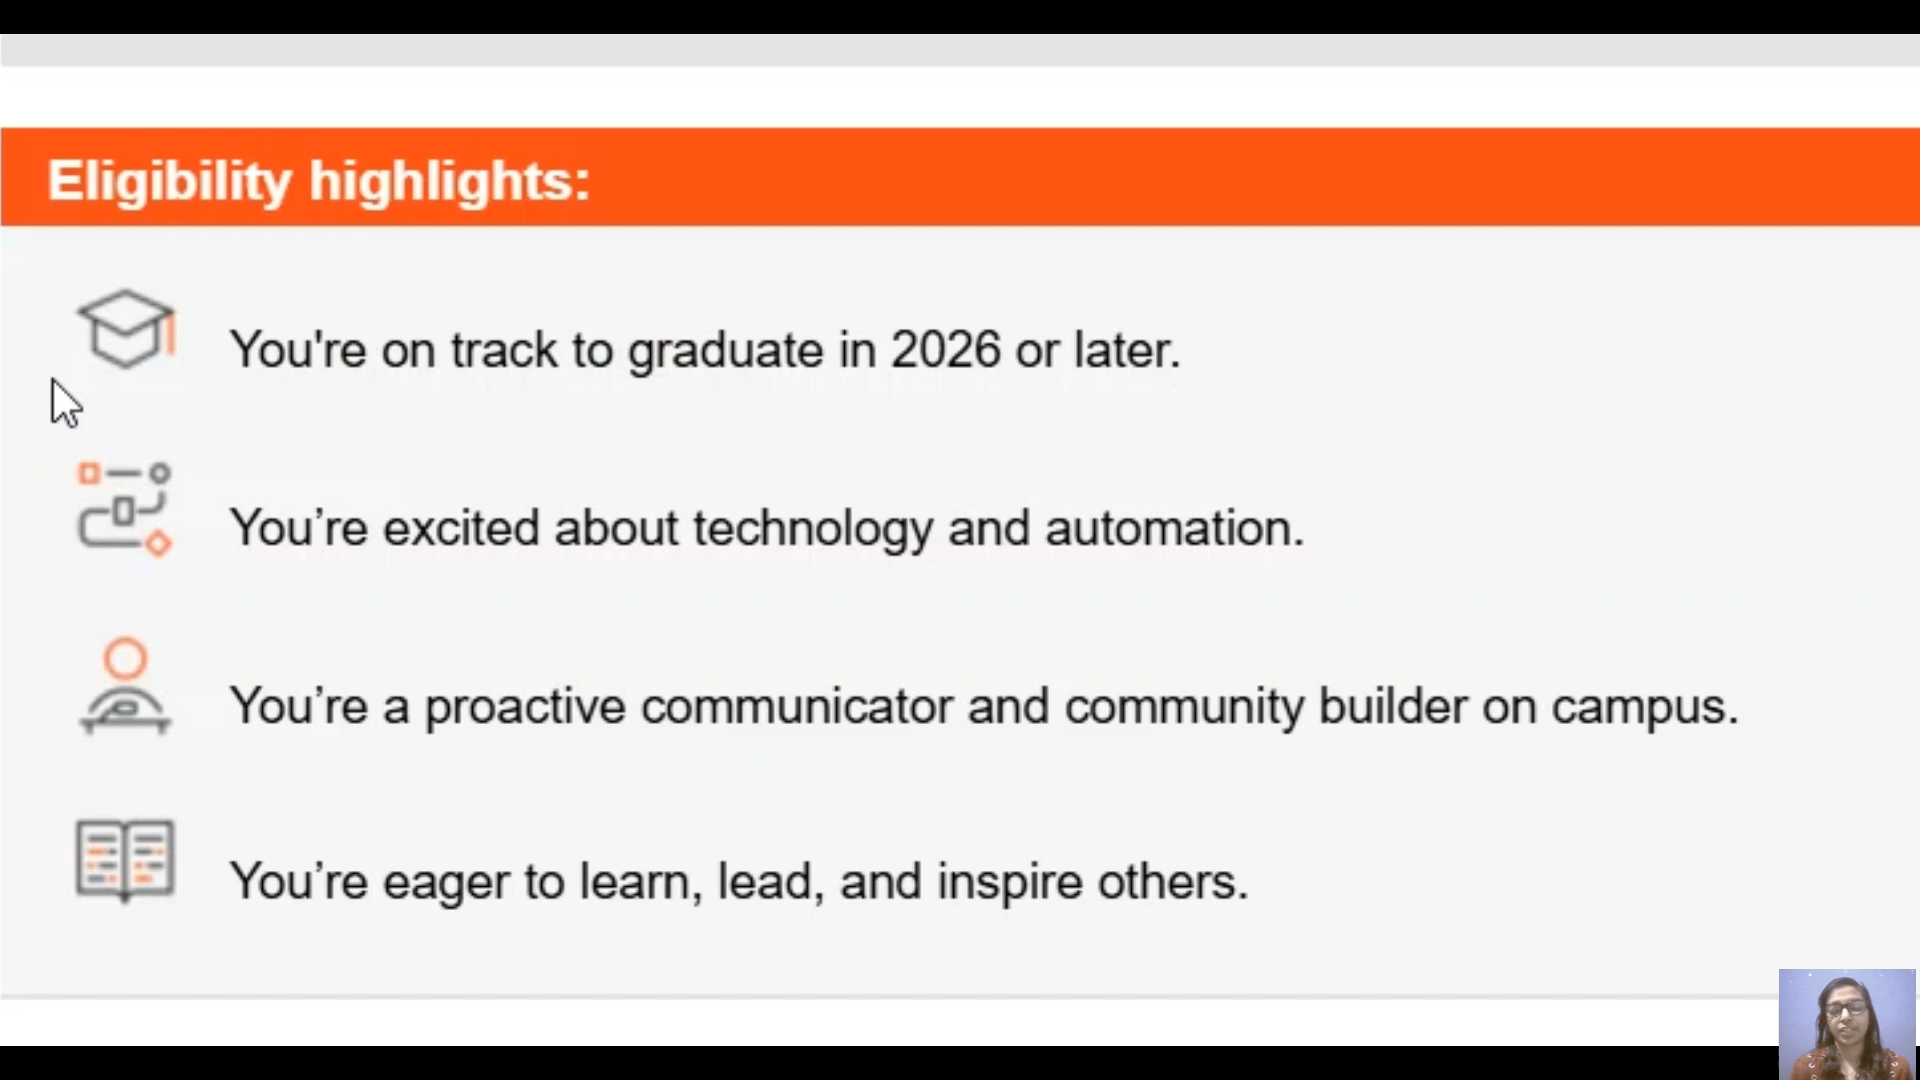 Eligibility highlights:
You're on track to graduate in 2026 or later.
You’re excited about technology and automation.
You’re a proactive communicator and community builder on campus.
You’re eager to learn, lead, and inspire others.